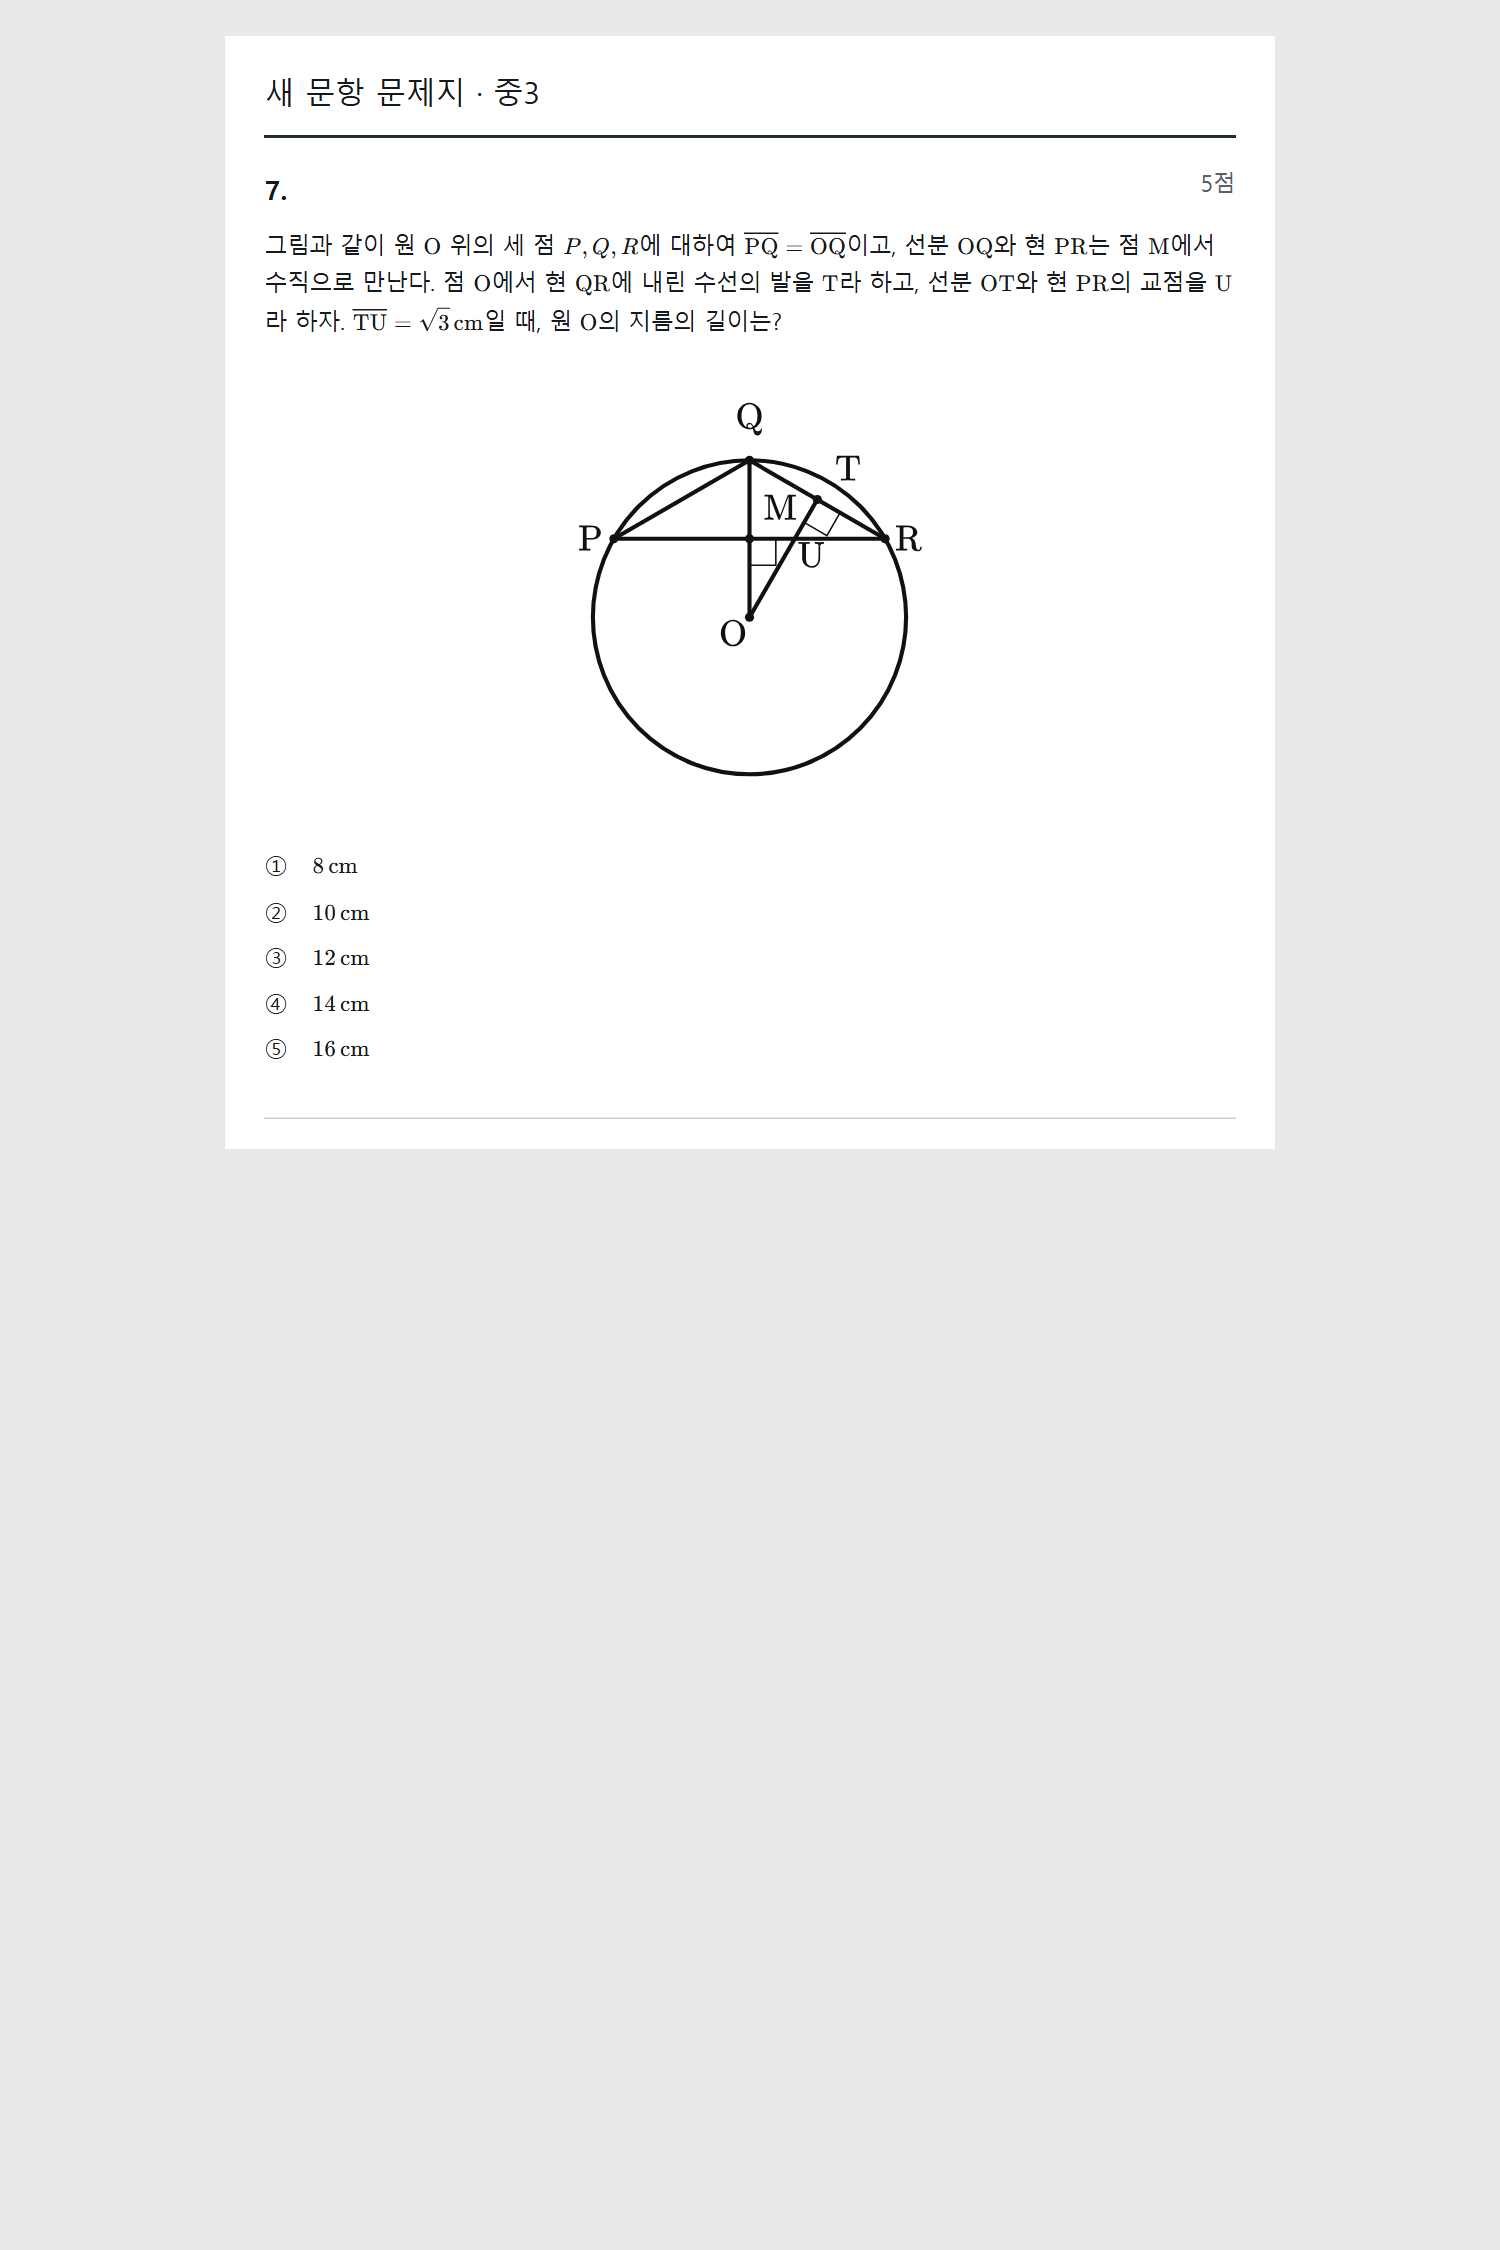 새 문항 문제지 · 중3
7.
5점
그림과 같이 원 O 위의 세 점 P, Q, R에 대하여 \overline{PQ} = \overline{OQ}이고, 선분 OQ와 현 PR는 점 M에서
수직으로 만난다. 점 O에서 현 QR에 내린 수선의 발을 T라 하고, 선분 OT와 현 PR의 교점을 U
라 하자. \overline{TU} = √3 cm일 때, 원 O의 지름의 길이는?
Q
T
M
P
R
U
O
① 8 cm
② 10 cm
③ 12 cm
④ 14 cm
⑤ 16 cm